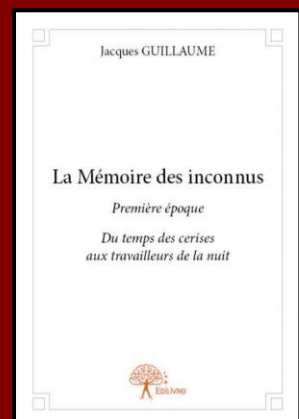 Jacques GUILLAUME
La Mémoire des inconnus
Première époque
Du temps des cerises
aux travailleurs de la nuit
EDILIVRE